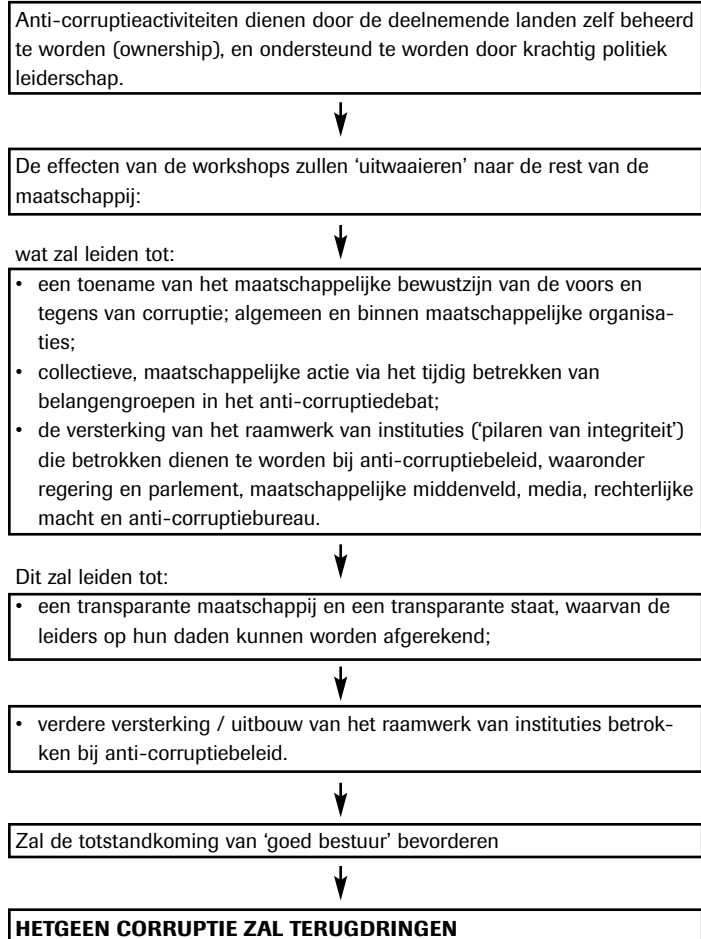 Anti-corruptieactiviteiten dienen door de deelnemende landen zelf beheerd
te worden (ownership), en ondersteund te worden door krachtig politiek
leiderschap.
De effecten van de workshops zullen ‘uitwaaieren’ naar de rest van de
maatschappij:
wat zal leiden tot:
• een toename van het maatschappelijke bewustzijn van de voors en
tegens van corruptie; algemeen en binnen maatschappelijke organisa-
ties;
• collectieve, maatschappelijke actie via het tijdig betrekken van
belangengroepen in het anti-corruptiedebat;
• de versterking van het raamwerk van instituties (‘pilaren van integriteit’)
die betrokken dienen te worden bij anti-corruptiebeleid, waaronder
regering en parlement, maatschappelijke middenveld, media, rechterlijke
macht en anti-corruptiebureau.
Dit zal leiden tot:
• een transparante maatschappij en een transparante staat, waarvan de
leiders op hun daden kunnen worden afgerekend;
• verdere versterking / uitbouw van het raamwerk van instituties betrok-
ken bij anti-corruptiebeleid.
Zal de totstandkoming van ‘goed bestuur’ bevorderen
HETGEEN CORRUPTIE ZAL TERUGDRINGEN